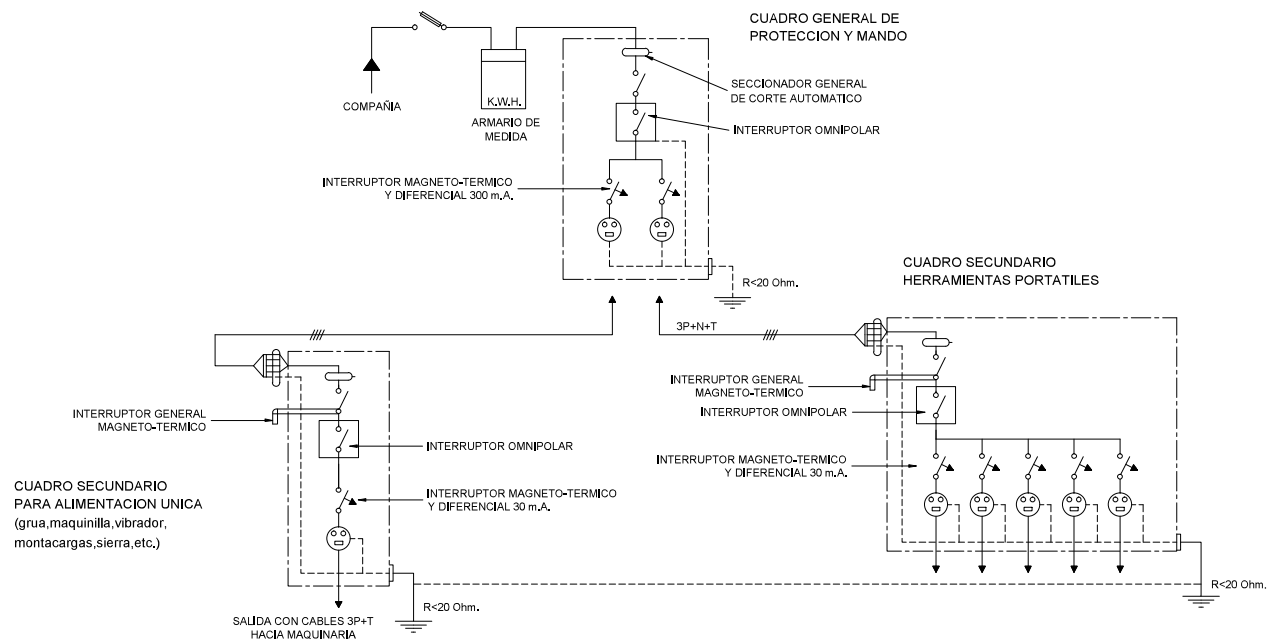 CUADRO GENERAL DE
PROTECCION Y MANDO
COMPAÑIA
K.W.H.
ARMARIO DE
MEDIDA
SECCIONADOR GENERAL
DE CORTE AUTOMATICO
INTERRUPTOR OMNIPOLAR
INTERRUPTOR MAGNETO-TERMICO
Y DIFERENCIAL 300 m.A.
R<20 Ohm.
CUADRO SECUNDARIO
HERRAMIENTAS PORTATILES
3P+N+T
INTERRUPTOR GENERAL
MAGNETO-TERMICO
INTERRUPTOR OMNIPOLAR
INTERRUPTOR MAGNETO-TERMICO
Y DIFERENCIAL 30 m.A.
R<20 Ohm.
INTERRUPTOR GENERAL
MAGNETO-TERMICO
INTERRUPTOR OMNIPOLAR
CUADRO SECUNDARIO
PARA ALIMENTACION UNICA
(grua,maquinilla,vibrador,
montacargas,sierra,etc.)
INTERRUPTOR MAGNETO-TERMICO
Y DIFERENCIAL 30 m.A.
R<20 Ohm.
SALIDA CON CABLES 3P+T
HACIA MAQUINARIA